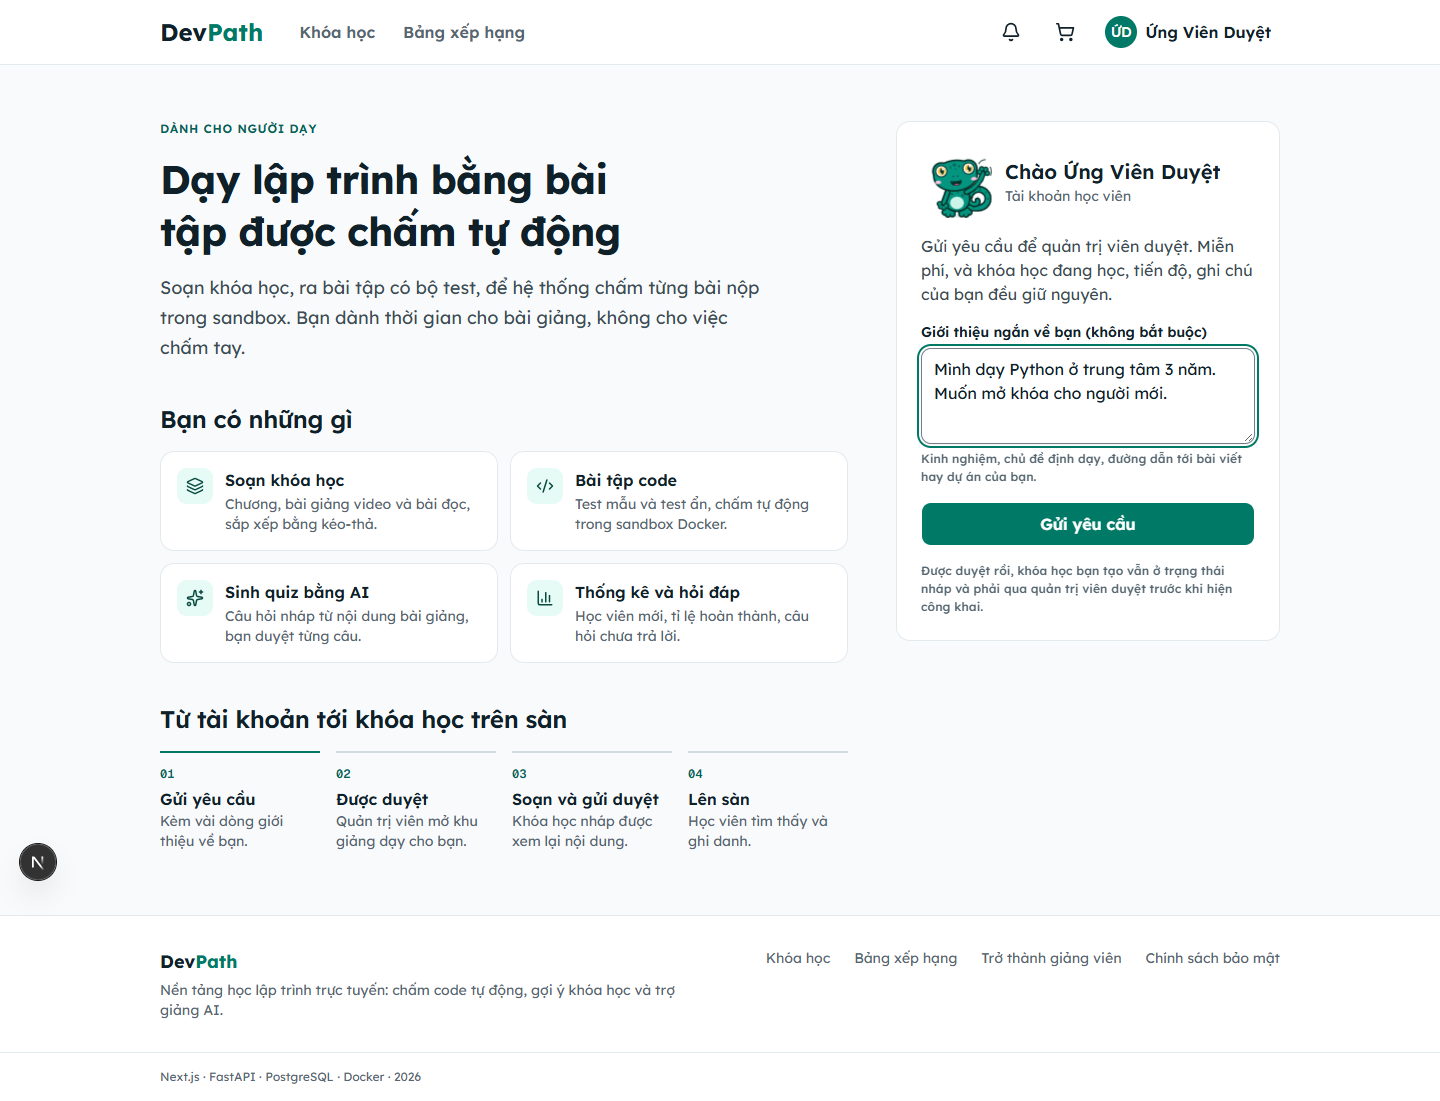 DevPath
Khóa học
Bảng xếp hạng
ỨD
Ứng Viên Duyệt
DÀNH CHO NGƯỜI DẠY
Dạy lập trình bằng bài
tập được chấm tự động
Soạn khóa học, ra bài tập có bộ test, để hệ thống chấm từng bài nộp
trong sandbox. Bạn dành thời gian cho bài giảng, không cho việc
chấm tay.
Bạn có những gì
Soạn khóa học
Chương, bài giảng video và bài đọc,
sắp xếp bằng kéo-thả.
Bài tập code
Test mẫu và test ẩn, chấm tự động
trong sandbox Docker.
Sinh quiz bằng AI
Câu hỏi nháp từ nội dung bài giảng,
bạn duyệt từng câu.
Thống kê và hỏi đáp
Học viên mới, tỉ lệ hoàn thành, câu
hỏi chưa trả lời.
Từ tài khoản tới khóa học trên sàn
01
Gửi yêu cầu
Kèm vài dòng giới
thiệu về bạn.
02
Được duyệt
Quản trị viên mở khu
giảng dạy cho bạn.
03
Soạn và gửi duyệt
Khóa học nháp được
xem lại nội dung.
04
Lên sàn
Học viên tìm thấy và
ghi danh.
Chào Ứng Viên Duyệt
Tài khoản học viên
Gửi yêu cầu để quản trị viên duyệt. Miễn
phí, và khóa học đang học, tiến độ, ghi chú
của bạn đều giữ nguyên.
Giới thiệu ngắn về bạn (không bắt buộc)
Mình dạy Python ở trung tâm 3 năm.
Muốn mở khóa cho người mới.
Kinh nghiệm, chủ đề định dạy, đường dẫn tới bài viết
hay dự án của bạn.
Gửi yêu cầu
Được duyệt rồi, khóa học bạn tạo vẫn ở trạng thái
nháp và phải qua quản trị viên duyệt trước khi hiện
công khai.
N
DevPath
Nền tảng học lập trình trực tuyến: chấm code tự động, gợi ý khóa học và trợ
giảng AI.
Khóa học
Bảng xếp hạng
Trở thành giảng viên
Chính sách bảo mật
Next.js · FastAPI · PostgreSQL · Docker · 2026